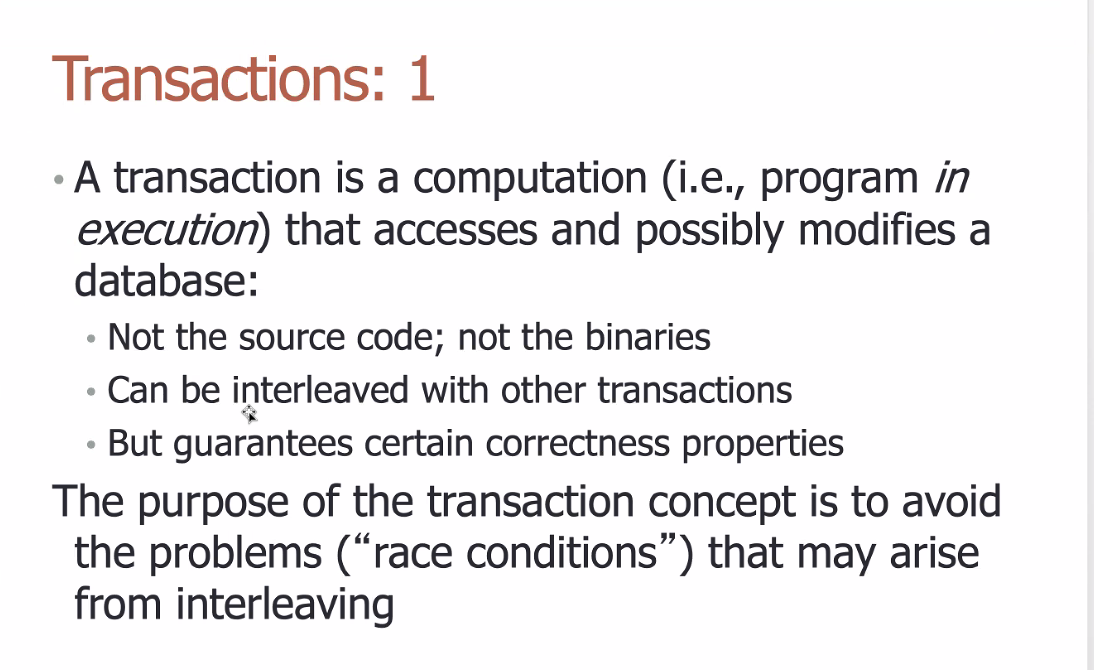 Transactions: 1
• A transaction is a computation (i.e., program in
execution) that accesses and possibly modifies a
database:
• Not the source code; not the binaries
• Can be interleaved with other transactions
• But guarantees certain correctness properties
The purpose of the transaction concept is to avoid
the problems (“race conditions”) that may arise
from interleaving